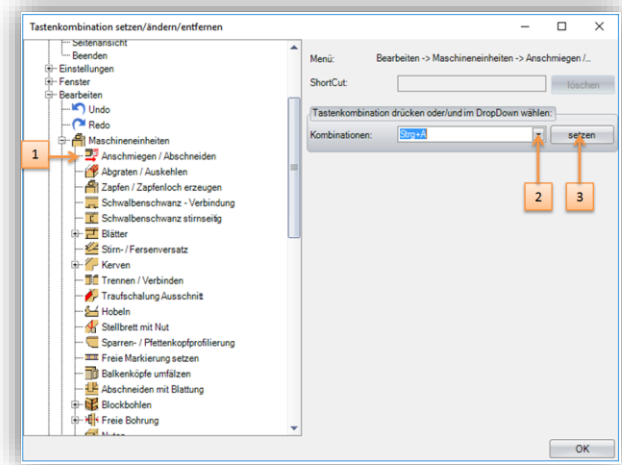 Tastenkombination setzen/ändern/entfernen
Seitenansicht
Beenden
Einstellungen
Fenster
Bearbeiten
Undo
Redo
Maschineneinheiten
1
Anschmiegen / Abschneiden
Abgraten / Auskehlen
Zapfen / Zapfenloch erzeugen
Schwalbenschwanz - Verbindung
Schwalbenschwanz stirnseitig
Blätter
Stirn- / Fersenversatz
Kerven
Trennen / Verbinden
Traufschalung Ausschnitt
Hobeln
Stellbrett mit Nut
Sparren- / Pfettenkopfprofilierung
Freie Markierung setzen
Balkenköpfe umfälzen
Abschneiden mit Blattung
Blockbohlen
Freie Bohrung
Menü: Bearbeiten -> Maschineneinheiten -> Anschmiegen /..
ShortCut: löschen
Tastenkombination drücken oder/und im DropDown wählen:
Kombinationen: Strg+A setzen
2 3
OK